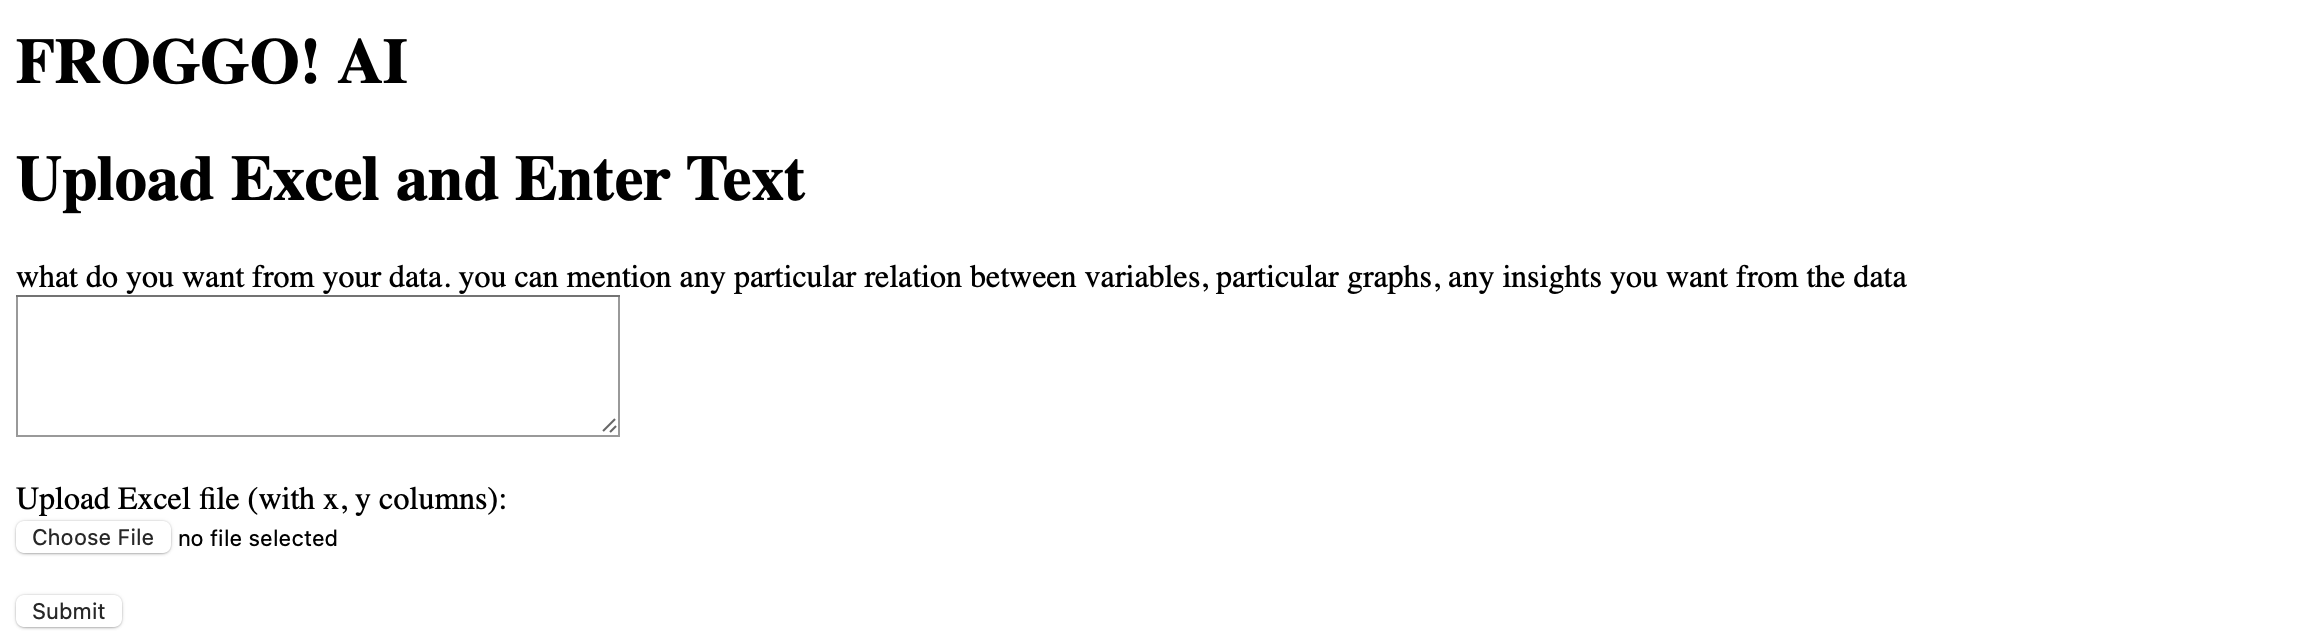 FROGGO! AI
Upload Excel and Enter Text
what do you want from your data. you can mention any particular relation between variables, particular graphs, any insights you want from the data
Upload Excel file (with x, y columns):
Choose File no file selected
Submit